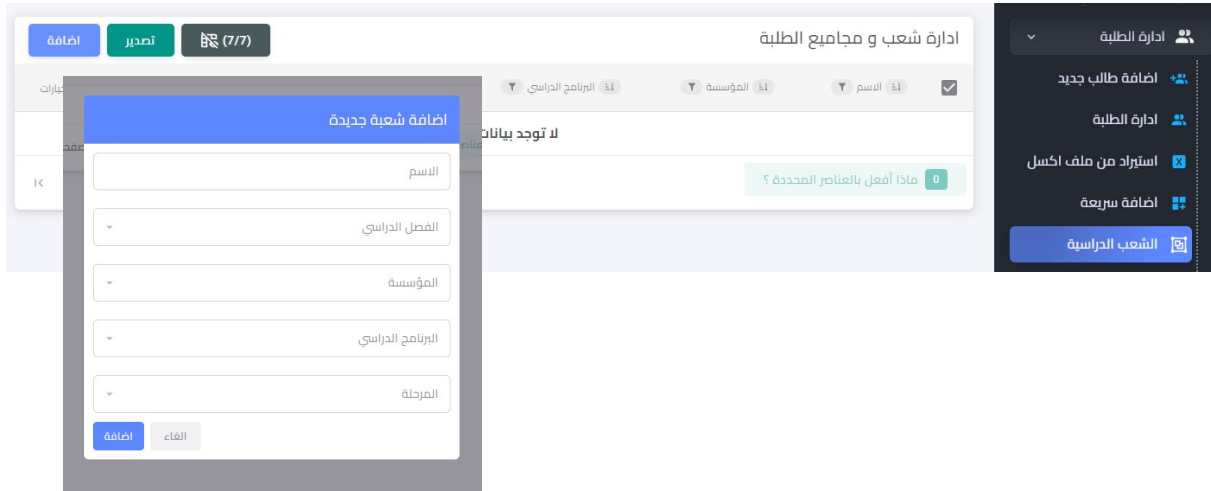 ادارة الطلبة
اضافة طالب جديد
ادارة الطلبة
استيراد من ملف اكسل
اضافة سريعة
الشعب الدراسية
ادارة شعب و مجاميع الطلبة
(7/7)
تصدير
اضافة
الاسم
المؤسسة
البرنامج الدراسي
لا توجد بيانات
0 ماذا أفعل بالعناصر المحددة ؟
اضافة شعبة جديدة
الاسم
الفصل الدراسي
المؤسسة
البرنامج الدراسي
المرحلة
الغاء
اضافة